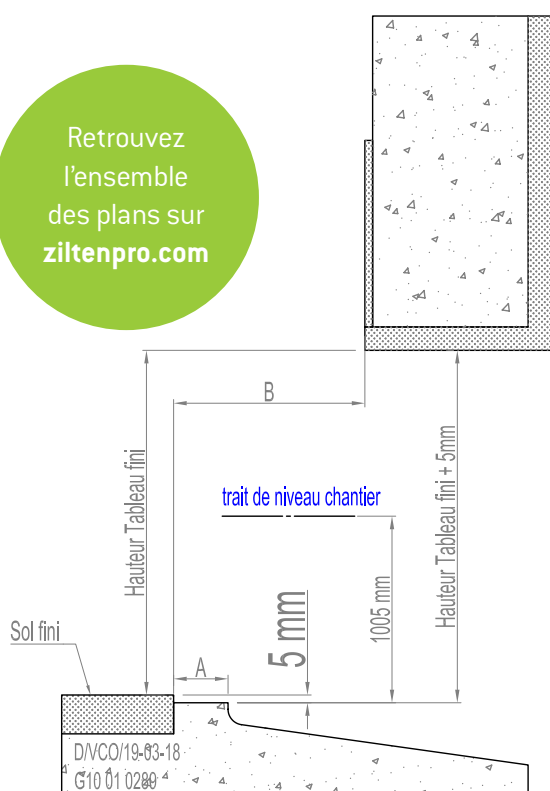 Retrouvez
l’ensemble
des plans sur
ziltenpro.com
B
Hauteur Tableau fini
Hauteur Tableau fini + 5mm
trait de niveau chantier
1005 mm
5 mm
Sol fini
A
D/VCO/19-03-18
G10 01 0289